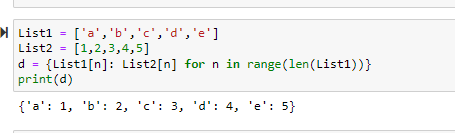 List1 = ['a','b','c','d','e']
List2 = [1,2,3,4,5]
d = {List1[n]: List2[n] for n in range(len(List1))}
print(d)
{'a': 1, 'b': 2, 'c': 3, 'd': 4, 'e': 5}